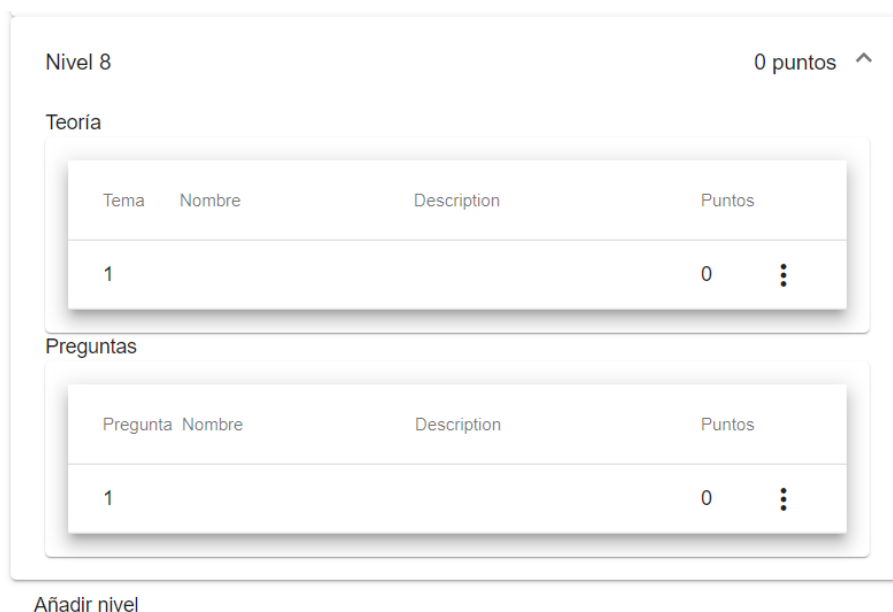 Nivel 8 0 puntos
Teoría
Tema Nombre Description Puntos
1 0
Preguntas
Pregunta Nombre Description Puntos
1 0
Añadir nivel